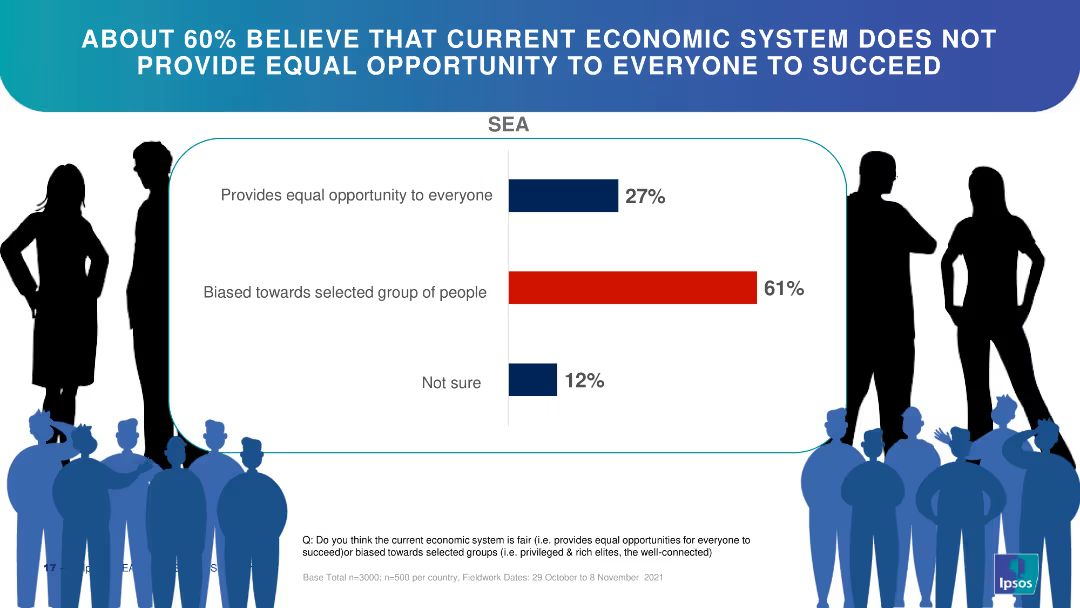 ABOUT 60% BELIEVE THAT CURRENT ECONOMIC SYSTEM DOES NOT
PROVIDE EQUAL OPPORTUNITY TO EVERYONE TO SUCCEED
SEA
Provides equal opportunity to everyone
27%
Biased towards selected group of people
61%
Not sure
12%
Q: Do you think the current economic system is fair (i.e. provides equal opportunities for everyone to
succeed)or biased towards selected groups (i.e. privileged & rich elites, the well-connected)
Base Total n=3000; n=500 per country, Fieldwork Dates: 29 October to 8 November 2021
17
Ipsos